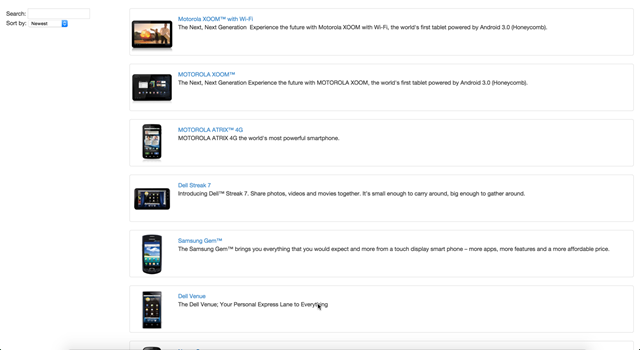 Search:
Sort by: Newest
Motorola XOOM™ with Wi-Fi
The Next, Next Generation Experience the future with Motorola XOOM with Wi-Fi, the world's first tablet powered by Android 3.0 (Honeycomb).
MOTOROLA XOOM™
The Next, Next Generation Experience the future with MOTOROLA XOOM, the world's first tablet powered by Android 3.0 (Honeycomb).
MOTOROLA ATRIX™ 4G
MOTOROLA ATRIX 4G the world's most powerful smartphone.
Dell Streak 7
Introducing Dell™ Streak 7. Share photos, videos and movies together. It's small enough to carry around, big enough to gather around.
Samsung Gem™
The Samsung Gem™ brings you everything that you would expect and more from a touch display smart phone – more apps, more features and a more affordable price.
Dell Venue
The Dell Venue; Your Personal Express Lane to Everything